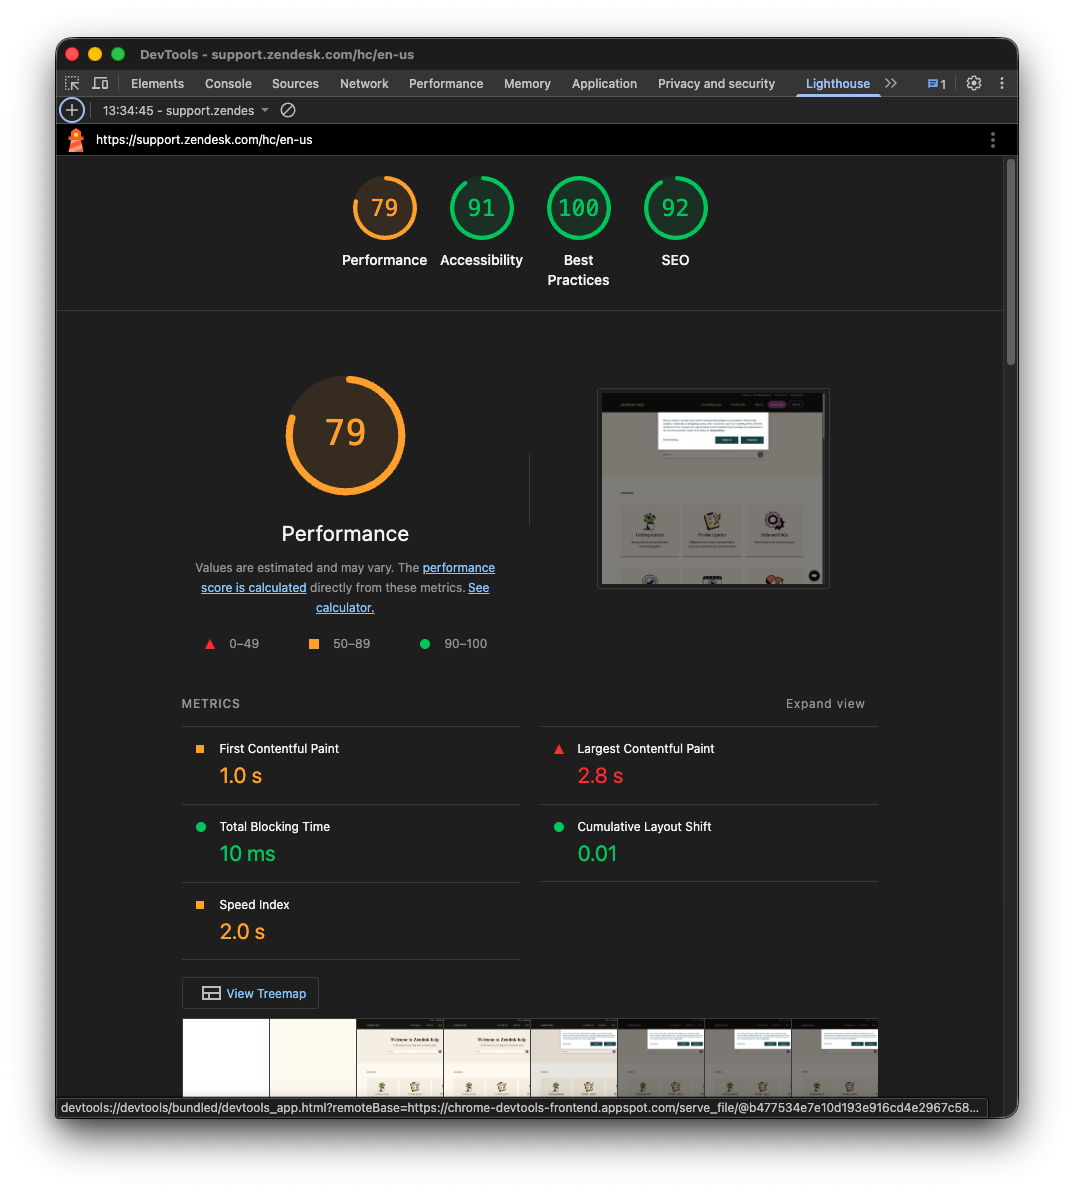 DevTools - support.zendesk.com/hc/en-us
Elements Console Sources Network Performance Memory Application Privacy and security Lighthouse 1
13:34:45 - support.zendes
https://support.zendesk.com/hc/en-us
79 91 100 92
Performance Accessibility Best Practices SEO
79
Performance
Values are estimated and may vary. The performance
score is calculated directly from these metrics. See
calculator.
0–49 50–89 90–100
METRICS Expand view
First Contentful Paint
1.0 s
Largest Contentful Paint
2.8 s
Total Blocking Time
10 ms
Cumulative Layout Shift
0.01
Speed Index
2.0 s
View Treemap
Welcome to Zendesk help
devtools://devtools/bundled/devtools_app.html?remoteBase=https://chrome-devtools-frontend.appspot.com/serve_file/@b477534e7e10d193e916cd4e2967c58...